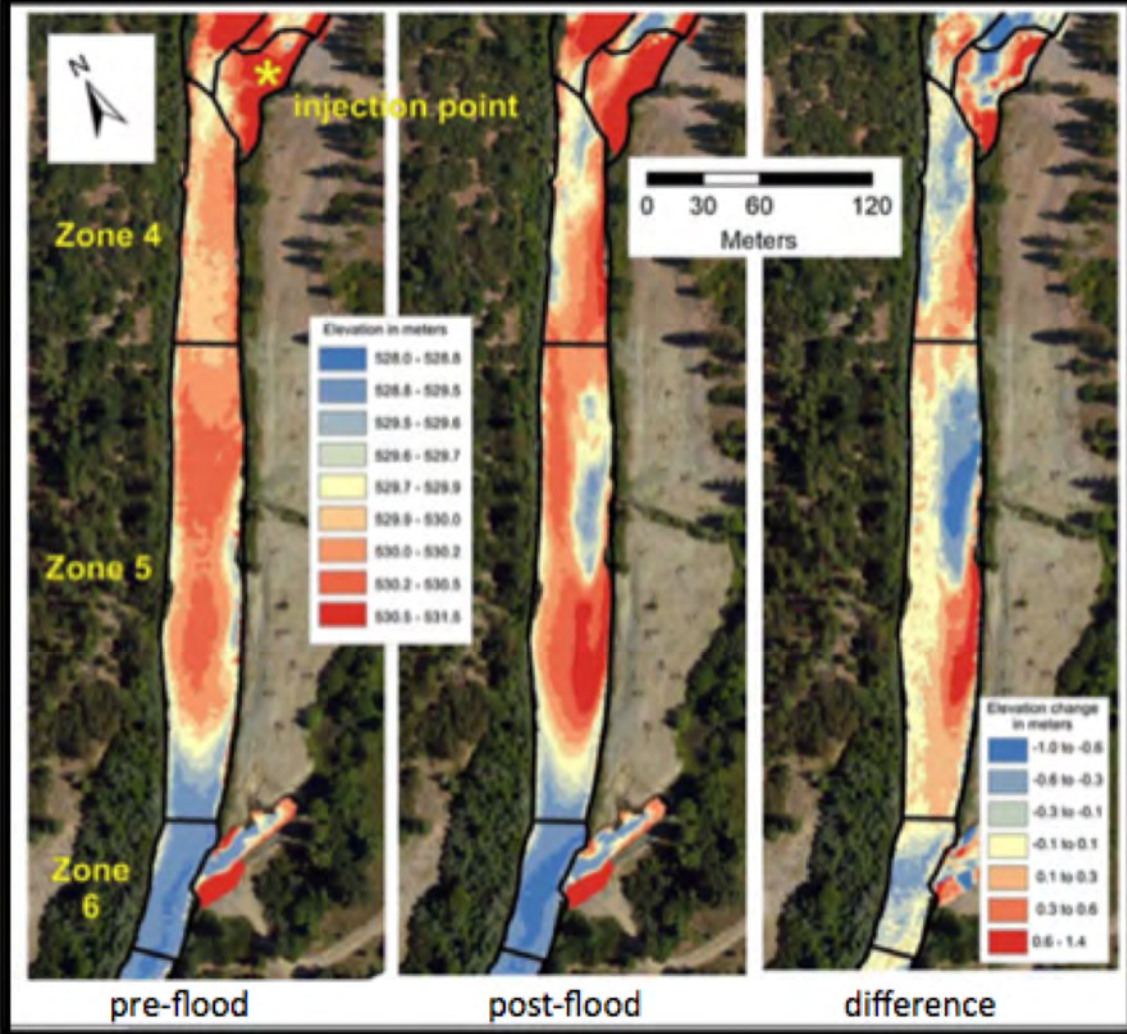 N
injection point
Zone 4
0 30 60 120
Meters
Elevation in meters
528.0 - 528.8
528.8 - 529.5
529.5 - 529.6
529.6 - 529.7
529.7 - 529.9
529.9 - 530.0
530.0 - 530.2
530.2 - 530.5
530.5 - 531.5
Zone 5
Zone
6
Elevation change
in meters
-1.0 to -0.6
-0.6 to -0.3
-0.3 to -0.1
-0.1 to 0.1
0.1 to 0.3
0.3 to 0.6
0.6 - 1.4
pre-flood post-flood difference